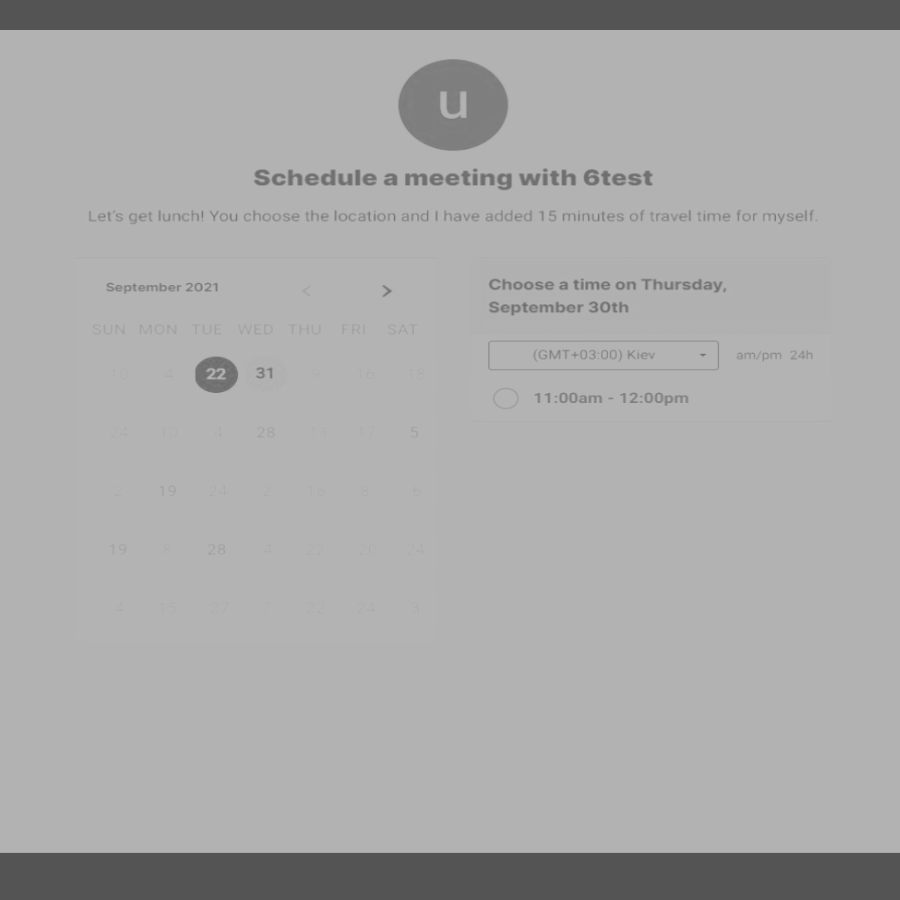 u
Schedule a meeting with 6test
Let's get lunch! You choose the location and I have added 15 minutes of travel time for myself.
September 2021 < >
SUN MON TUE WED THU FRI SAT
10 4 22 31 9 16 18
24 4 28 17 5
2 19 24 2 16 8 6
19 8 28 4 22 20 24
4 15 27 7 22 24 3
Choose a time on Thursday,
September 30th
(GMT+03:00) Kiev am/pm 24h
11:00am - 12:00pm